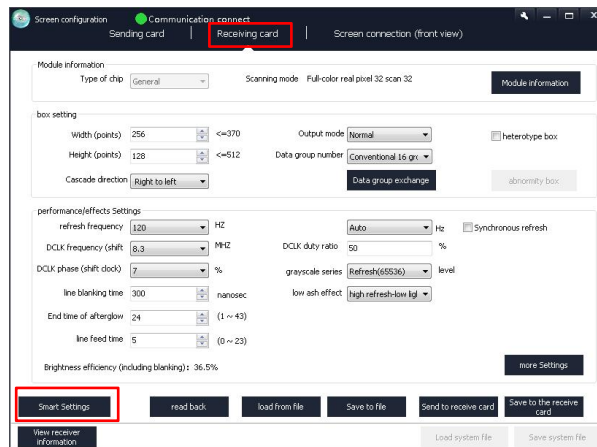 Screen configuration Communication connect
Sending card Receiving card Screen connection (front view)
Module information
Type of chip General Scanning mode Full-color real pixel 32 scan 32 Module information
box setting
Width (points) 256 <=370 Output mode Normal heterotype box
Height (points) 128 <=512 Data group number Conventional 16 grc
Cascade direction Right to left Data group exchange abnormity box
performance/effects Settings
refresh frequency 120 HZ Auto Hz Synchronous refresh
DCLK frequency (shift 8.3 MHZ DCLK duty ratio 50 %
DCLK phase (shift clock) 7 % grayscale series Refresh(65536) level
line blanking time 300 nanosec low ash effect high refresh-low ligl
End time of afterglow 24 (1 ~ 43)
line feed time 5 (0 ~ 23)
Brightness efficiency (including blanking): 36.5% more Settings
Smart Settings read back load from file Save to file Send to receive card Save to the receive card
View receiver information Load system file Save system file